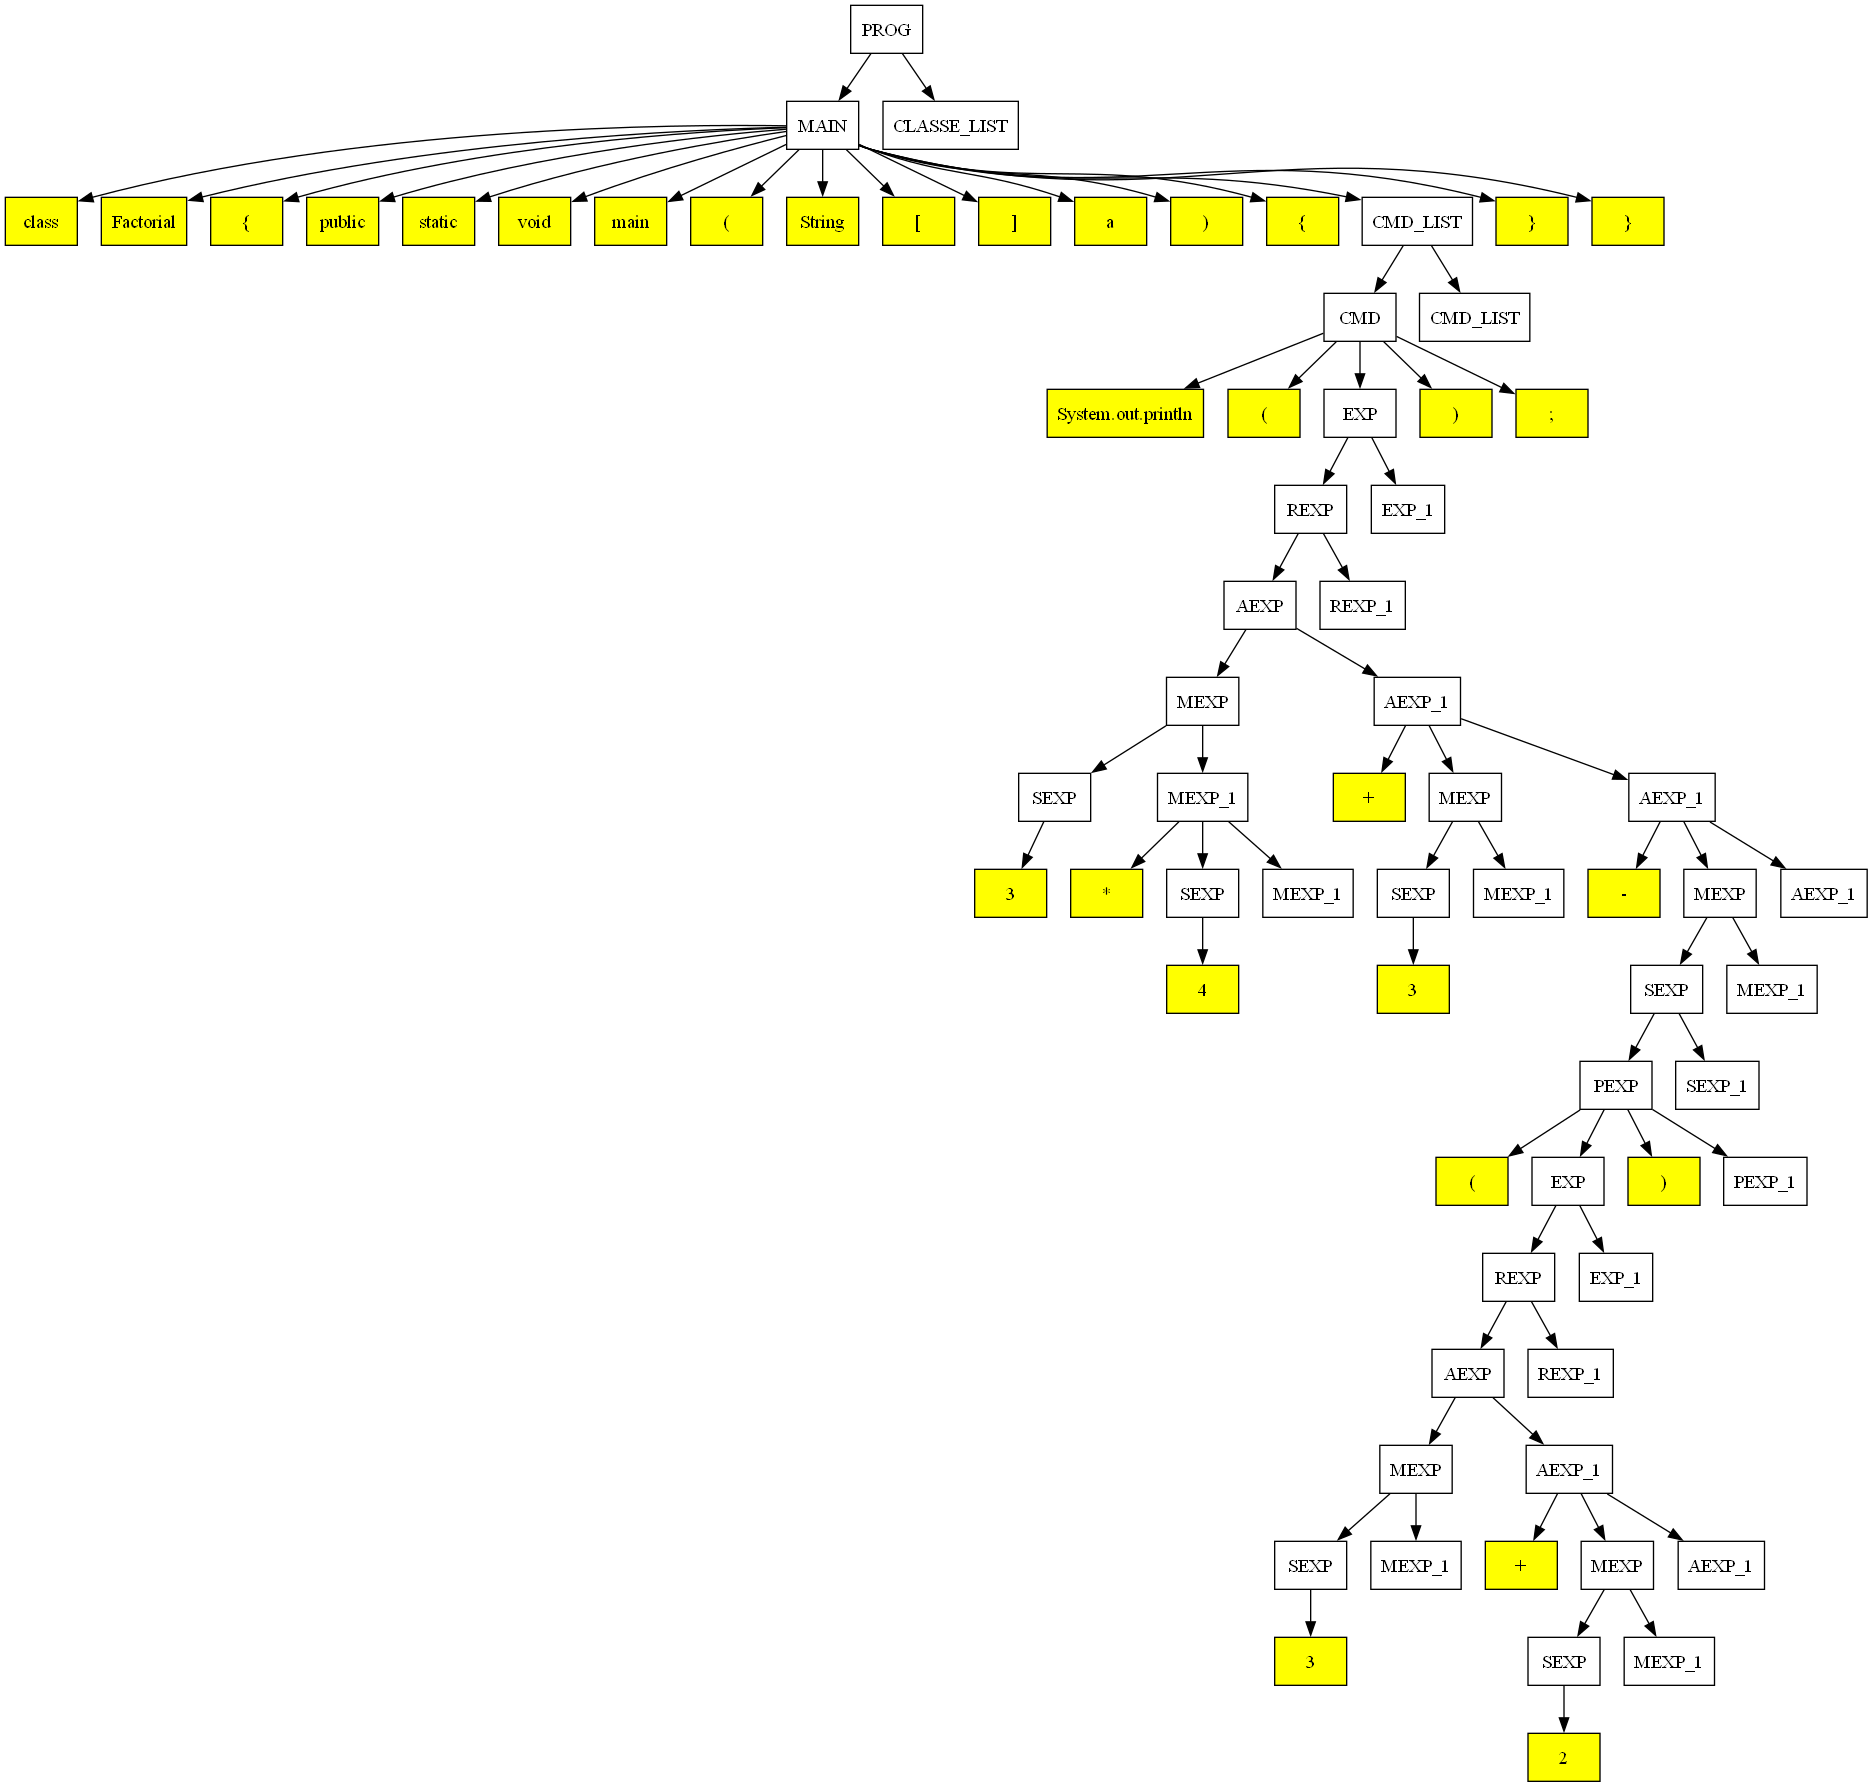 PROG
MAIN CLASSE_LIST
class Factorial { public static void main ( String [ ] a ) { CMD_LIST } }
CMD CMD_LIST
System.out.println ( EXP ) ;
REXP EXP_1
AEXP REXP_1
MEXP AEXP_1
SEXP MEXP_1 + MEXP AEXP_1
3 * SEXP MEXP_1 SEXP MEXP_1 - MEXP AEXP_1
4 3 SEXP MEXP_1
PEXP SEXP_1
( EXP ) PEXP_1
REXP EXP_1
AEXP REXP_1
MEXP AEXP_1
SEXP MEXP_1 + MEXP AEXP_1
3 SEXP MEXP_1
2